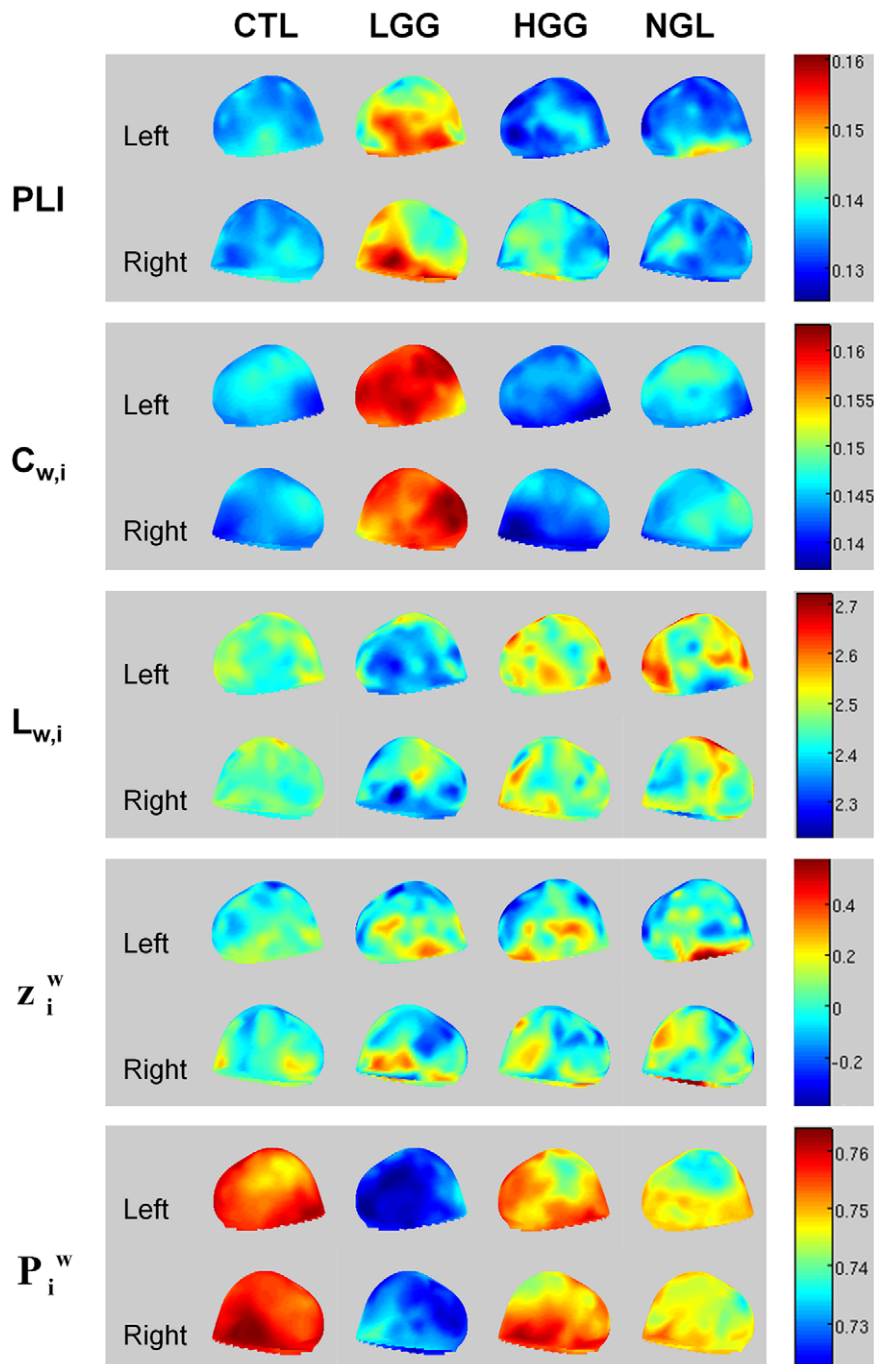 CTL LGG HGG NGL
PLI
Left
Right
0.16
0.15
0.14
0.13
C w,i
Left
Right
0.16
0.155
0.15
0.145
0.14
L w,i
Left
Right
2.7
2.6
2.5
2.4
2.3
z i w
Left
Right
0.4
0.2
0
-0.2
P i w
Left
Right
0.76
0.75
0.74
0.73